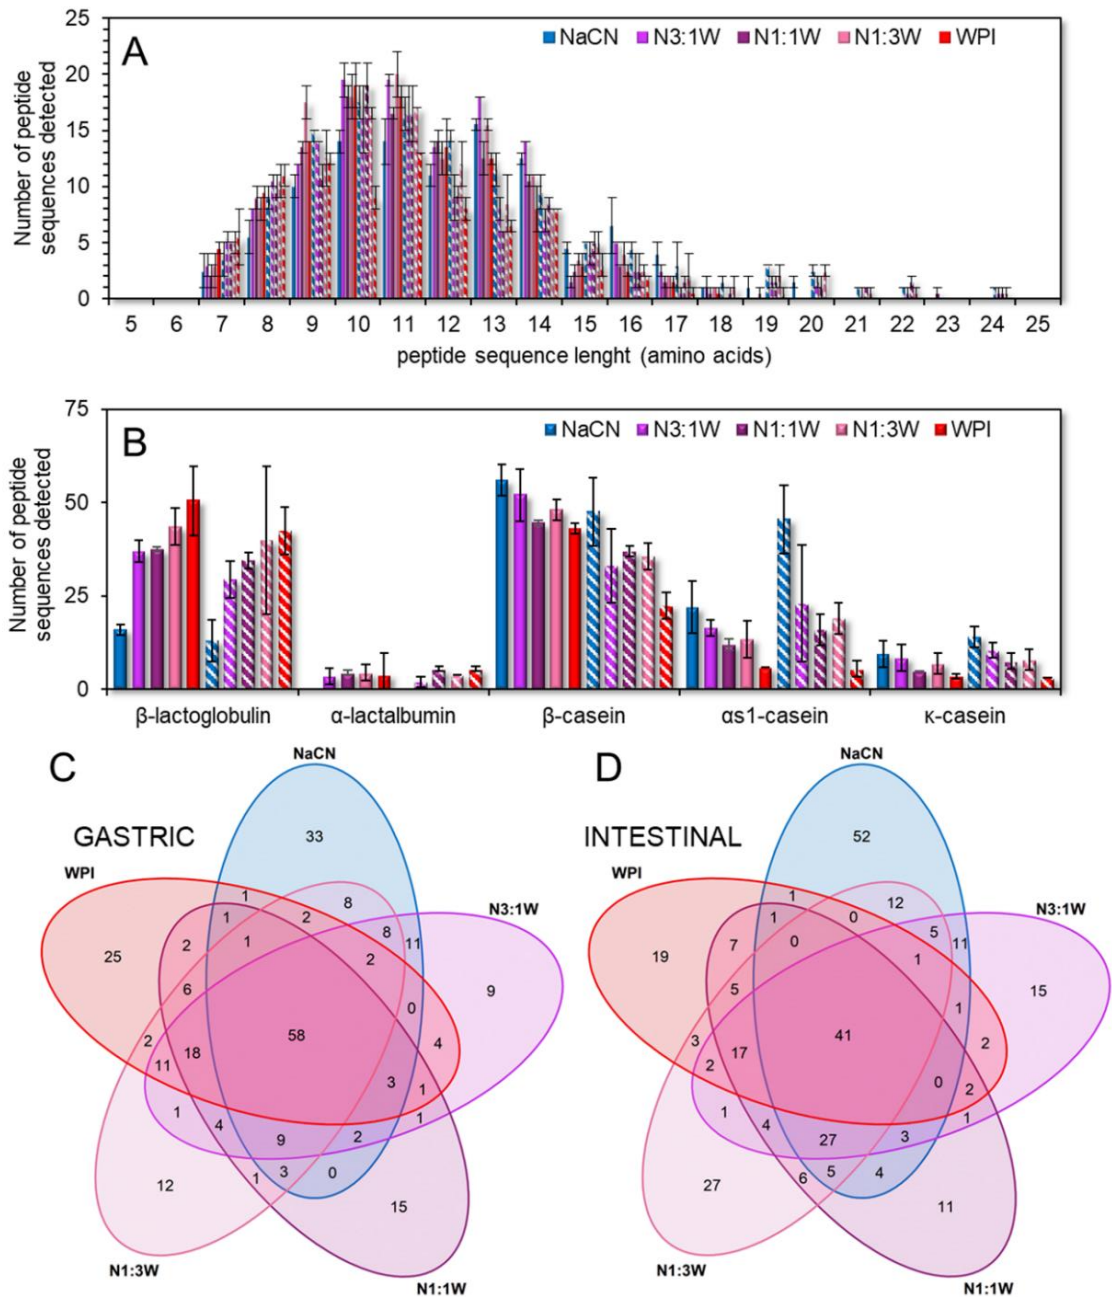 A
NaCN N3:1W N1:1W N1:3W WPI
Number of peptide
sequences detected
25
20
15
10
5
0
5 6 7 8 9 10 11 12 13 14 15 16 17 18 19 20 21 22 23 24 25
peptide sequence lenght (amino acids)
B
NaCN N3:1W N1:1W N1:3W WPI
Number of peptide
sequences detected
75
50
25
0
β-lactoglobulin α-lactalbumin β-casein αs1-casein κ-casein
C
GASTRIC
NaCN
33
WPI
N3:1W
1
8
1
2
8
11
2
1
2
25
9
6
0
58
2
4
18
11
3
1
1
1
4
9
2
12
1
3
0
15
N1:3W
N1:1W
D
INTESTINAL
NaCN
52
WPI
N3:1W
1
12
1
0
5
11
7
0
1
19
15
5
1
41
3
2
17
2
0
2
1
1
4
27
3
27
6
5
4
11
N1:3W
N1:1W